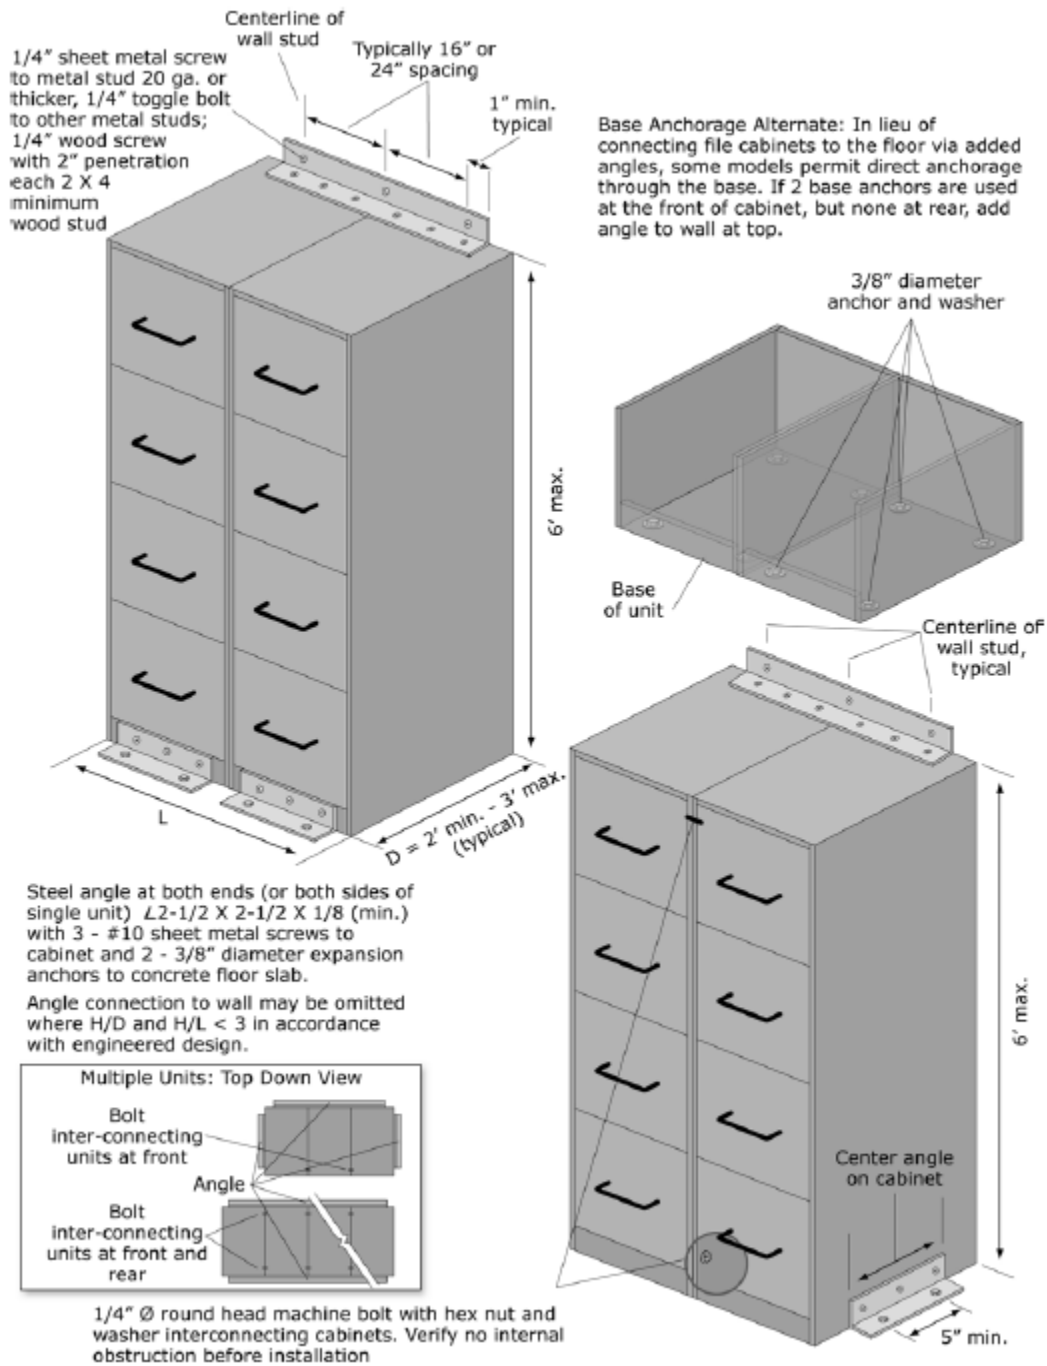 Centerline of
wall stud
Typically 16" or
24" spacing
1" min.
typical
1/4" sheet metal screw
to metal stud 20 ga. or
thicker, 1/4" toggle bolt
to other metal studs;
1/4" wood screw
with 2" penetration
each 2 X 4
minimum
wood stud
Base Anchorage Alternate: In lieu of
connecting file cabinets to the floor via added
angles, some models permit direct anchorage
through the base. If 2 base anchors are used
at the front of cabinet, but none at rear, add
angle to wall at top.
3/8" diameter
anchor and washer
6' max.
Base
of unit
Centerline of
wall stud,
typical
L
D = 2' min. - 3' max.
(typical)
Steel angle at both ends (or both sides of
single unit) ∠2-1/2 X 2-1/2 X 1/8 (min.)
with 3 - #10 sheet metal screws to
cabinet and 2 - 3/8" diameter expansion
anchors to concrete floor slab.
Angle connection to wall may be omitted
where H/D and H/L < 3 in accordance
with engineered design.
6' max.
Multiple Units: Top Down View
Bolt
inter-connecting
units at front
Angle
Bolt
inter-connecting
units at front and
rear
Center angle
on cabinet
5" min.
1/4" Ø round head machine bolt with hex nut and
washer interconnecting cabinets. Verify no internal
obstruction before installation